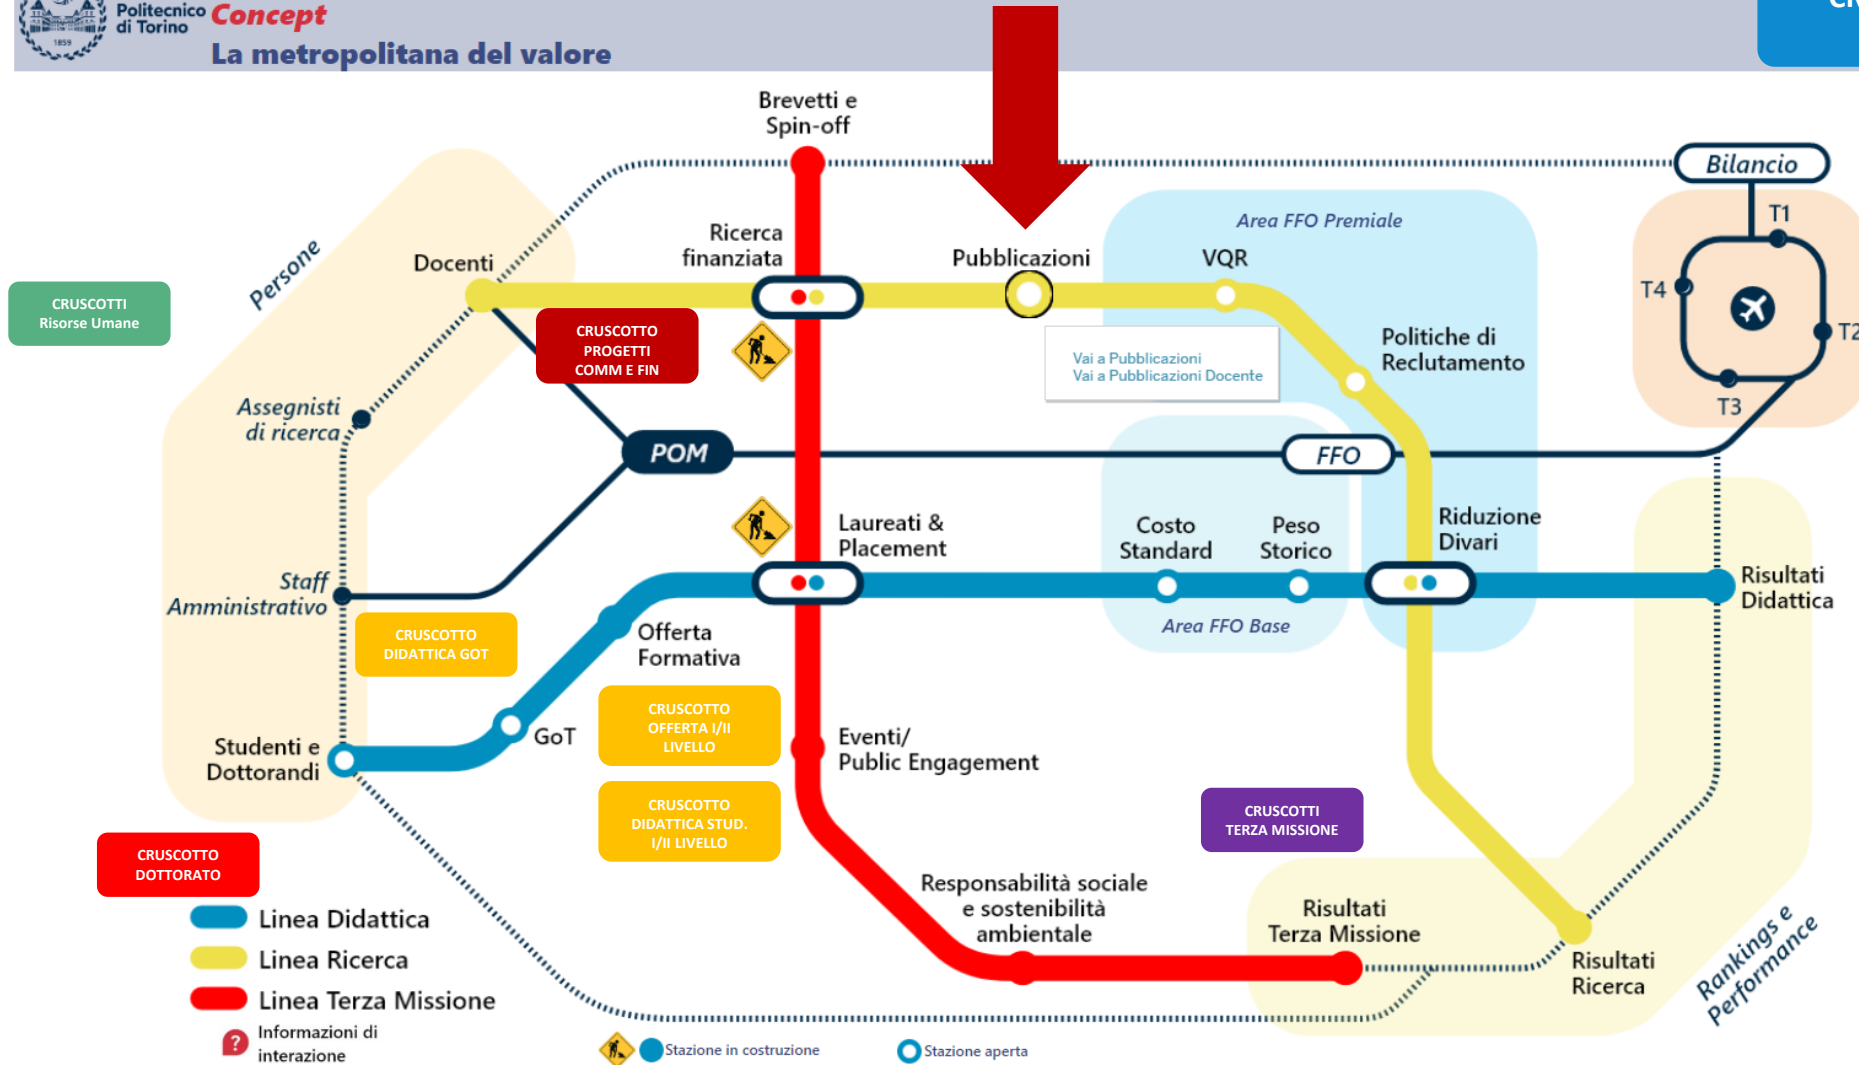 Politecnico
di Torino
1859
Concept
La metropolitana del valore
Brevetti e
Spin-off
Bilancio
Area FFO Premiale
T1
Ricerca
finanziata
Persone
Docenti
Pubblicazioni
VQR
T4
CRUSCOTTI
Risorse Umane
CRUSCOTTO
PROGETTI
COMM E FIN
T2
Politiche di
Reclutamento
Vai a Pubblicazioni
Vai a Pubblicazioni Docente
T3
Assegnisti
di ricerca
POM
FFO
Laureati &
Placement
Costo
Standard
Peso
Storico
Riduzione
Divari
Staff
Amministrativo
Risultati
Didattica
CRUSCOTTO
DIDATTICA GOT
Offerta
Formativa
Area FFO Base
CRUSCOTTO
OFFERTA I/II
LIVELLO
GoT
Studenti e
Dottorandi
Eventi/
Public Engagement
CRUSCOTTO
DIDATTICA STUD.
I/II LIVELLO
CRUSCOTTI
TERZA MISSIONE
CRUSCOTTO
DOTTORATO
Responsabilità sociale
e sostenibilità
ambientale
Risultati
Terza Missione
Risultati
Ricerca
Rankings e
Performance
Linea Didattica
Linea Ricerca
Linea Terza Missione
?
Informazioni di
interazione
Stazione in costruzione
Stazione aperta